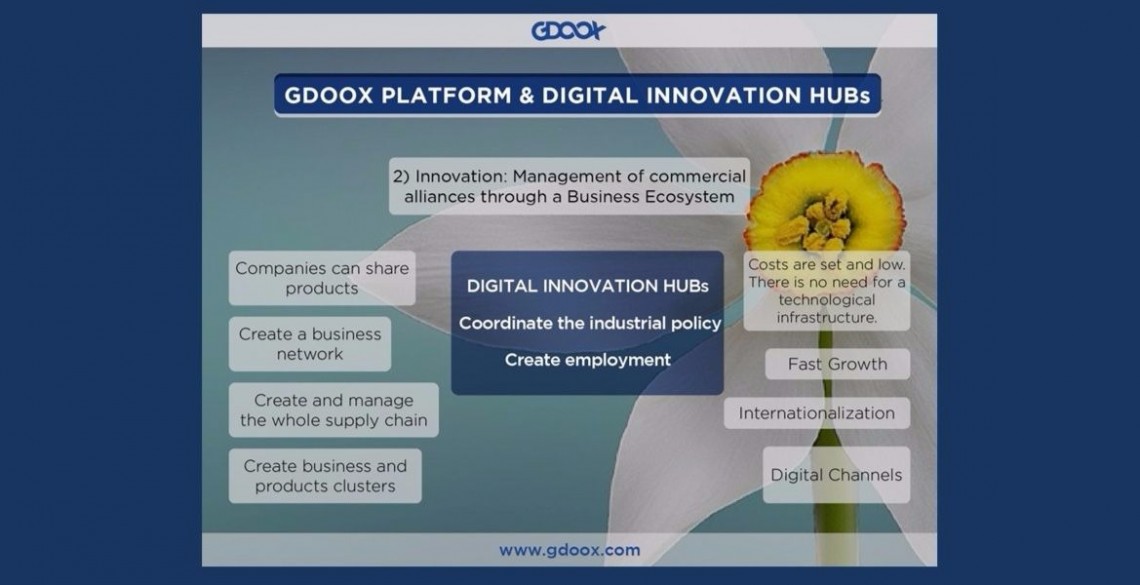 GDOOX
GDOOX PLATFORM & DIGITAL INNOVATION HUBs
2) Innovation: Management of commercial
alliances through a Business Ecosystem
Companies can share
products
Create a business
network
Create and manage
the whole supply chain
Create business and
products clusters
DIGITAL INNOVATION HUBs
Coordinate the industrial policy
Create employment
Costs are set and low.
There is no need for a
technological
infrastructure.
Fast Growth
Internationalization
Digital Channels
www.gdoox.com